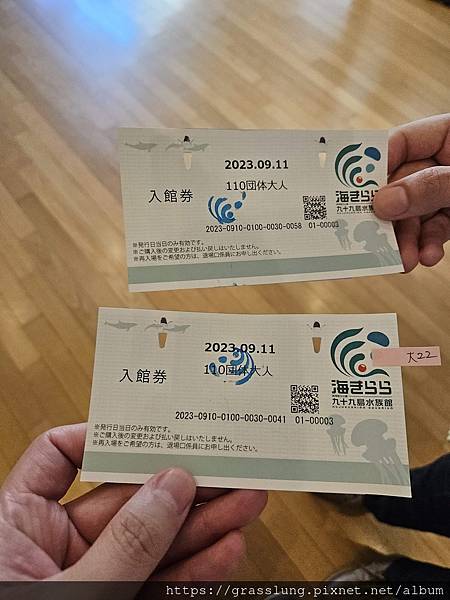 2023.09.11
110団体大人
入館券
2023-0910-0100-0030-0058 01-00003
※発行日当日のみ有効です。
※ご購入後の変更および払い戻しはいたしません。
※再入場をご希望の方は、退場口係員にお申し出ください。
海きらら
九十九島水族館
2023.09.11
110団体大人
入館券
2023-0910-0100-0030-0041 01-00003
※発行日当日のみ有効です。
※ご購入後の変更および払い戻しはいたしません。
※再入場をご希望の方は、退場口係員にお申し出ください。
海きらら
九十九島水族館
大22
https://grasslung.pixnet.net/album